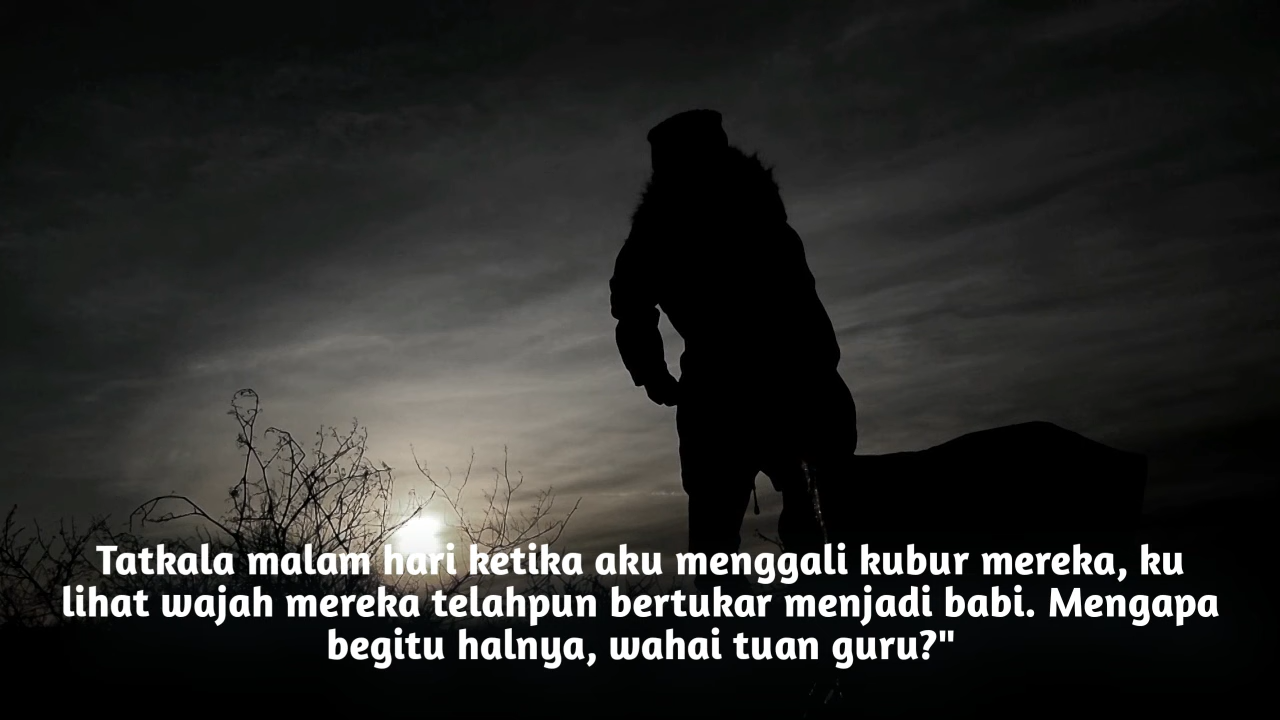 Tatkala malam hari ketika aku menggali kubur mereka, ku
lihat wajah mereka telahpun bertukar menjadi babi. Mengapa
begitu halnya, wahai tuan guru?"